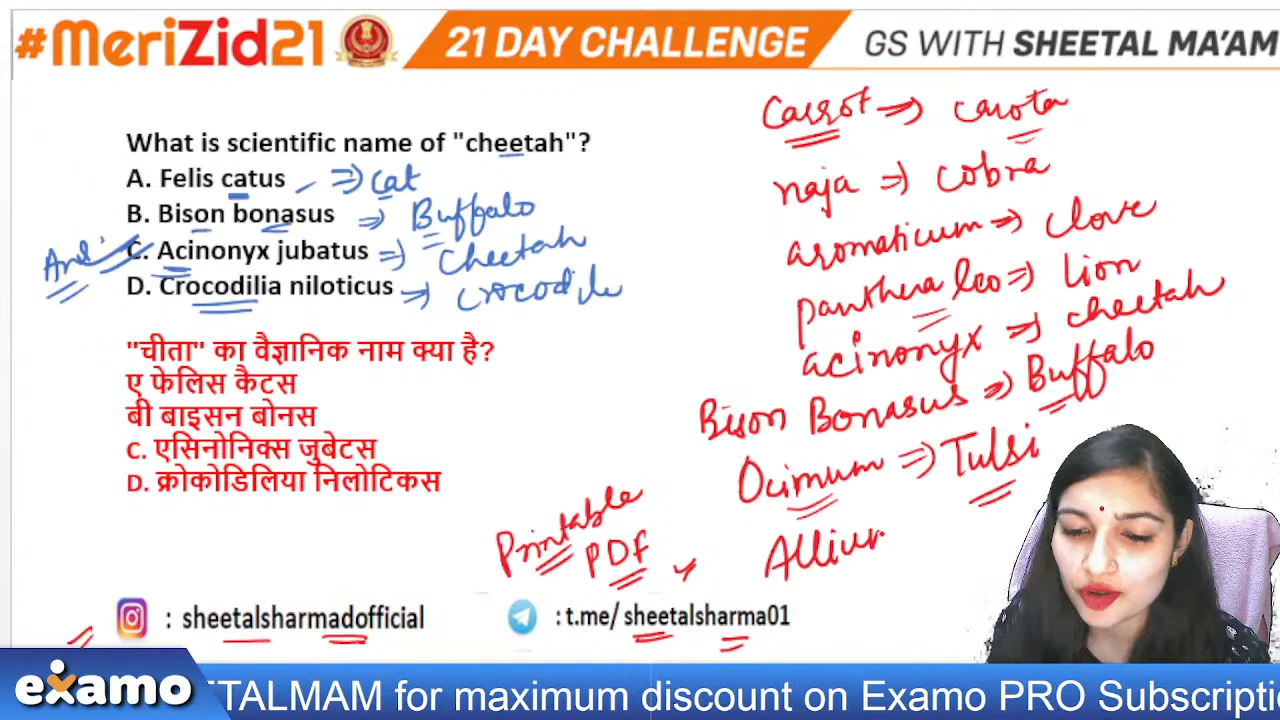 #MeriZid21
21 DAY CHALLENGE
GS WITH SHEETAL MA'AM
What is scientific name of "cheetah"?
A. Felis catus ⇒ cat
B. Bison bonasus ⇒ Buffalo
Ans. C. Acinonyx jubatus ⇒ cheetah
D. Crocodilia niloticus ⇒ crocodile
"चीता" का वैज्ञानिक नाम क्या है?
ए फेलिस कैटस
बी बाइसन बोनस
C. एसिनोनिक्स जुबेटस
D. क्रोकोडिलिया निलोटिकस
Carrot ⇒ carota
naja ⇒ cobra
aromaticum ⇒ clove
panthera leo ⇒ lion
acinonyx ⇒ cheetah
Bison Bonasus ⇒ Buffalo
Ocimum ⇒ Tulsi
Printable
PDF
Alliur
: sheetalsharmadofficial
: t.me/ sheetalsharma01
examo
ETALMAM for maximum discount on Examo PRO Subscripti